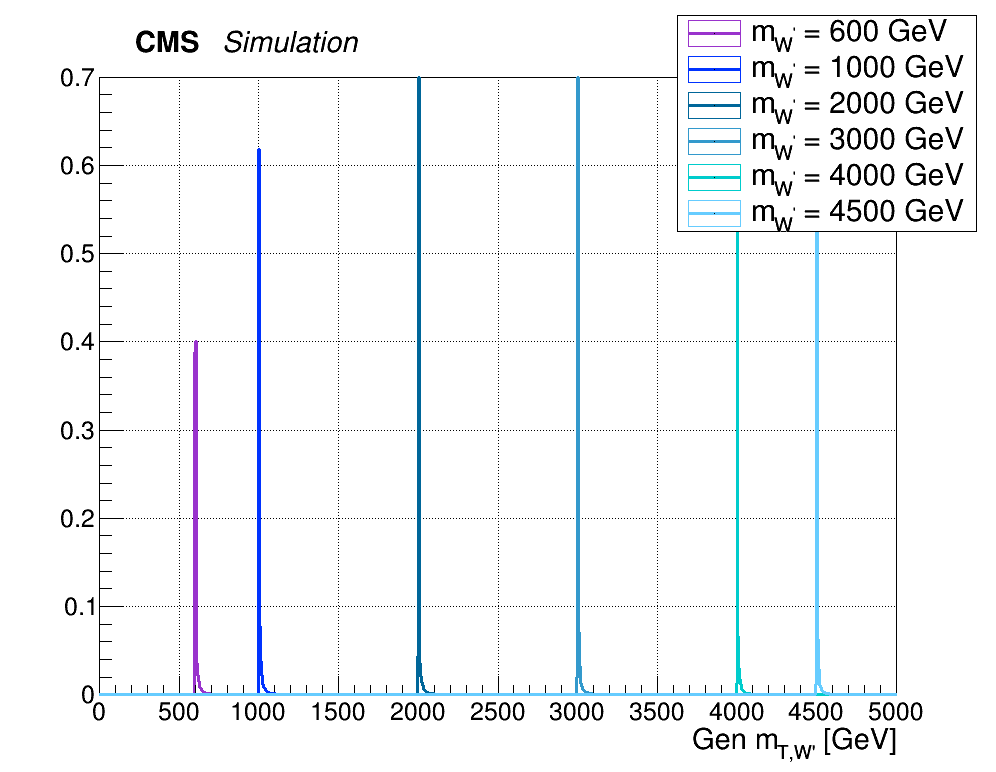 CMS Simulation
m_W' = 600 GeV
m_W' = 1000 GeV
m_W' = 2000 GeV
m_W' = 3000 GeV
m_W' = 4000 GeV
m_W' = 4500 GeV
0.7
0.6
0.5
0.4
0.3
0.2
0.1
0
0 500 1000 1500 2000 2500 3000 3500 4000 4500 5000
Gen m_T,W' [GeV]